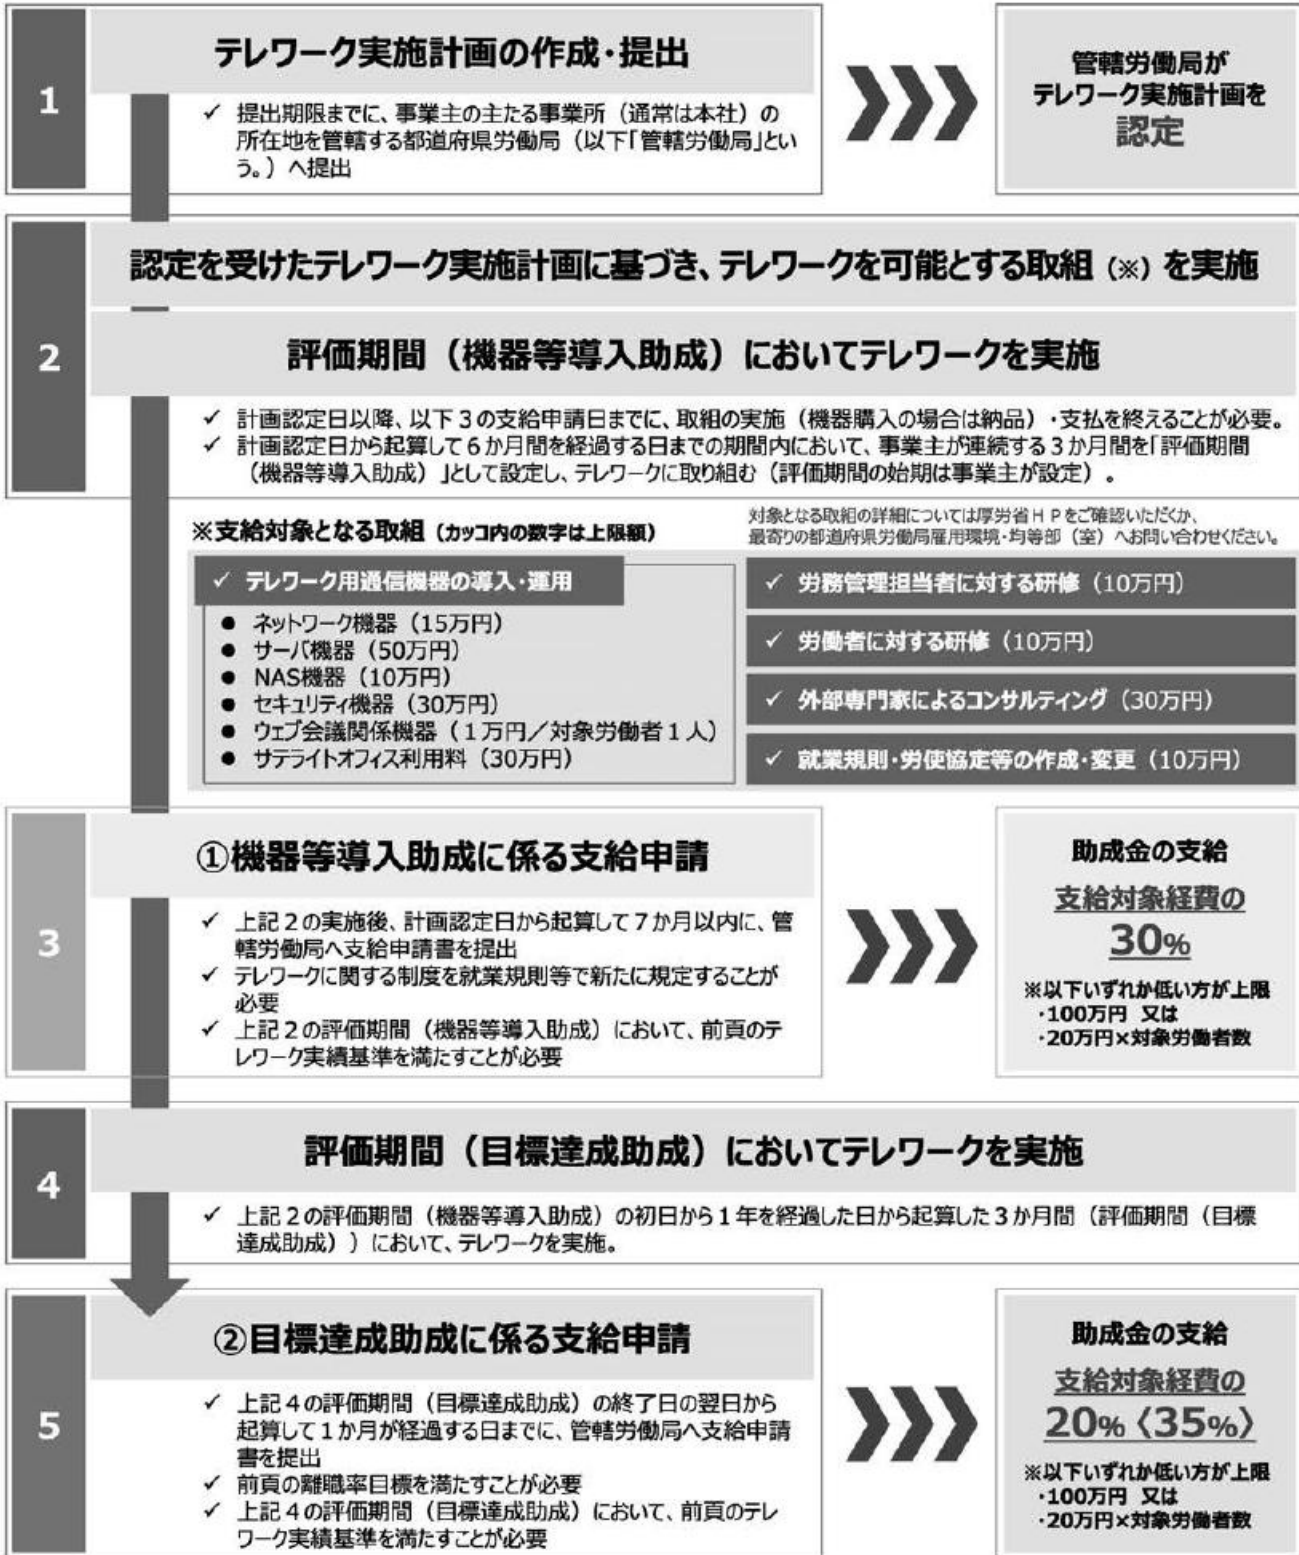 1
テレワーク実施計画の作成・提出
✓ 提出期限までに、事業主の主たる事業所（通常は本社）の
所在地を管轄する都道府県労働局（以下「管轄労働局」とい
う。）へ提出
管轄労働局が
テレワーク実施計画を
認定
2
認定を受けたテレワーク実施計画に基づき、テレワークを可能とする取組（※）を実施
評価期間（機器等導入助成）においてテレワークを実施
✓ 計画認定日以降、以下３の支給申請日までに、取組の実施（機器購入の場合は納品）・支払を終えることが必要。
✓ 計画認定日から起算して６か月間を経過する日までの期間内において、事業主が連続する３か月間を「評価期間
（機器等導入助成）」として設定し、テレワークに取り組む（評価期間の始期は事業主が設定）。
※支給対象となる取組（カッコ内の数字は上限額）
対象となる取組の詳細については厚労省ＨＰをご確認いただくか、
最寄りの都道府県労働局雇用環境・均等部（室）へお問い合わせください。
✓ テレワーク用通信機器の導入・運用
● ネットワーク機器（15万円）
● サーバ機器（50万円）
● NAS機器（10万円）
● セキュリティ機器（30万円）
● ウェブ会議関係機器（１万円／対象労働者１人）
● サテライトオフィス利用料（30万円）
✓ 労務管理担当者に対する研修（10万円）
✓ 労働者に対する研修（10万円）
✓ 外部専門家によるコンサルティング（30万円）
✓ 就業規則・労使協定等の作成・変更（10万円）
3
①機器等導入助成に係る支給申請
✓ 上記２の実施後、計画認定日から起算して７か月以内に、管
轄労働局へ支給申請書を提出
✓ テレワークに関する制度を就業規則等で新たに規定することが
必要
✓ 上記２の評価期間（機器等導入助成）において、前頁のテ
レワーク実績基準を満たすことが必要
助成金の支給
支給対象経費の
30%
※以下いずれか低い方が上限
・100万円 又は
・20万円×対象労働者数
4
評価期間（目標達成助成）においてテレワークを実施
✓ 上記２の評価期間（機器等導入助成）の初日から１年を経過した日から起算した３か月間（評価期間（目標
達成助成））において、テレワークを実施。
5
②目標達成助成に係る支給申請
✓ 上記４の評価期間（目標達成助成）の終了日の翌日から
起算して１か月が経過する日までに、管轄労働局へ支給申請
書を提出
✓ 前頁の離職率目標を満たすことが必要
✓ 上記４の評価期間（目標達成助成）において、前頁のテレ
ワーク実績基準を満たすことが必要
助成金の支給
支給対象経費の
20%〈35%〉
※以下いずれか低い方が上限
・100万円 又は
・20万円×対象労働者数